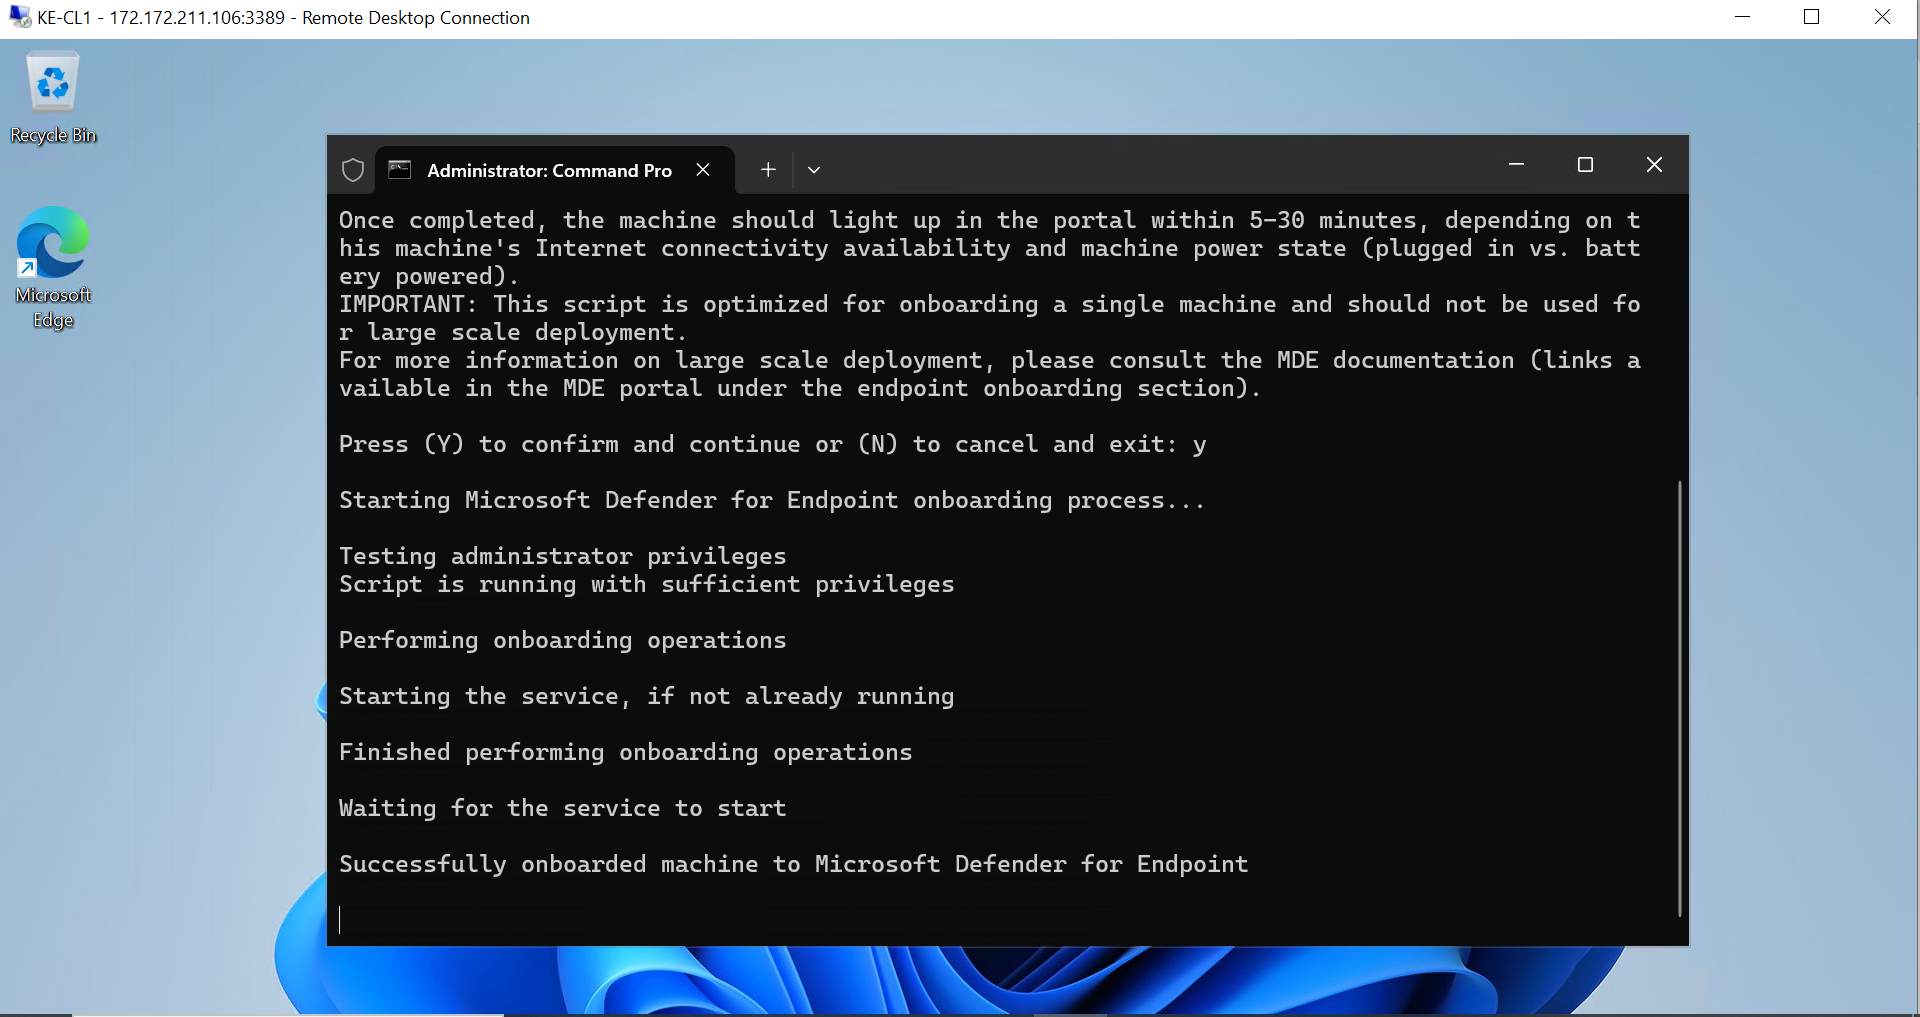 KE-CL1 - 172.172.211.106:3389 - Remote Desktop Connection
Recycle Bin
Microsoft
Edge
Administrator: Command Pro
Once completed, the machine should light up in the portal within 5-30 minutes, depending on t
his machine's Internet connectivity availability and machine power state (plugged in vs. batt
ery powered).
IMPORTANT: This script is optimized for onboarding a single machine and should not be used fo
r large scale deployment.
For more information on large scale deployment, please consult the MDE documentation (links a
vailable in the MDE portal under the endpoint onboarding section).
Press (Y) to confirm and continue or (N) to cancel and exit: y
Starting Microsoft Defender for Endpoint onboarding process...
Testing administrator privileges
Script is running with sufficient privileges
Performing onboarding operations
Starting the service, if not already running
Finished performing onboarding operations
Waiting for the service to start
Successfully onboarded machine to Microsoft Defender for Endpoint